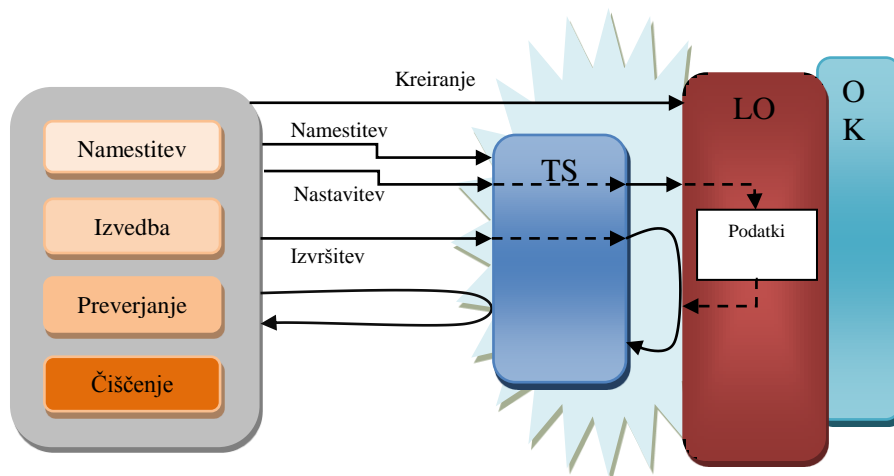 Namestitev
Izvedba
Preverjanje
Čiščenje
Kreiranje
Namestitev
Nastavitev
Izvršitev
TS
LO
Podatki
O
K